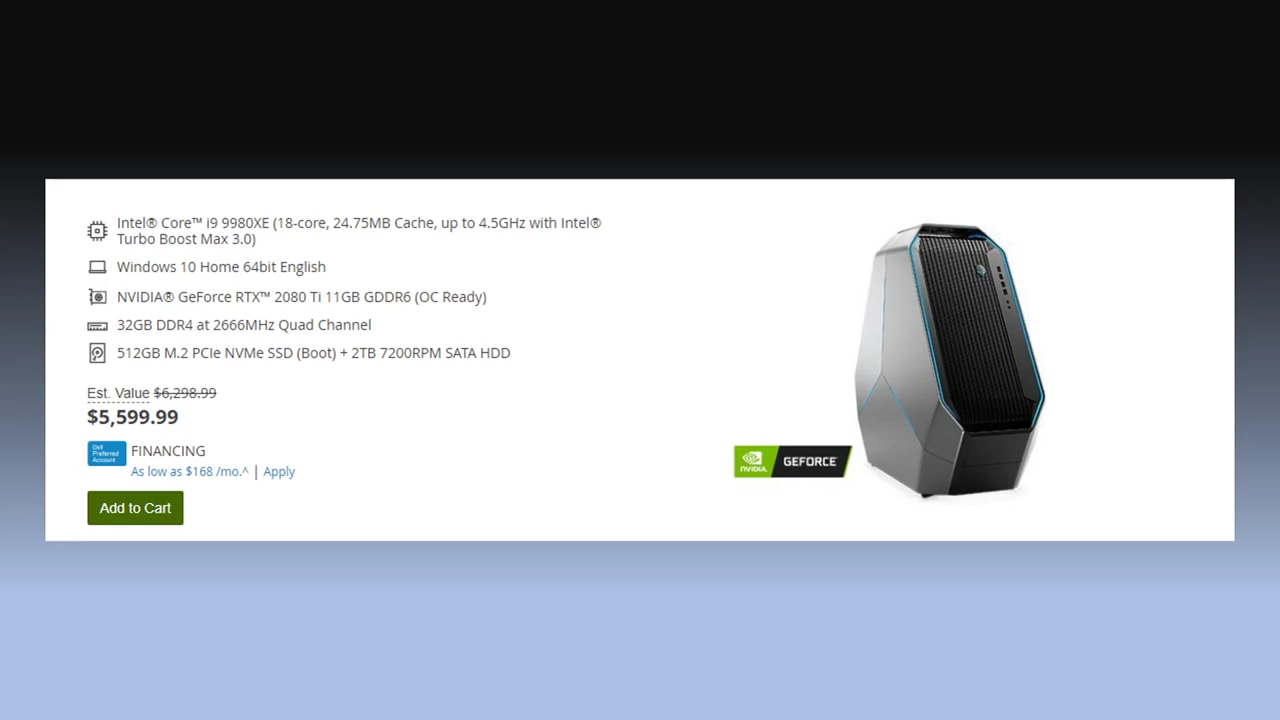 Intel® Core™ i9 9980XE (18-core, 24.75MB Cache, up to 4.5GHz with Intel®
Turbo Boost Max 3.0)
Windows 10 Home 64bit English
NVIDIA® GeForce RTX™ 2080 Ti 11GB GDDR6 (OC Ready)
32GB DDR4 at 2666MHz Quad Channel
512GB M.2 PCIe NVMe SSD (Boot) + 2TB 7200RPM SATA HDD
Est. Value $6,298.99
$5,599.99
Dell
Preferred
Account
FINANCING
As low as $168 /mo.^ | Apply
Add to Cart
NVIDIA. GEFORCE